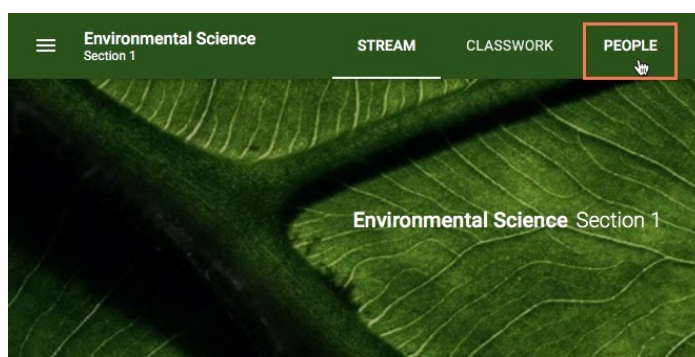 Environmental Science
Section 1
STREAM CLASSWORK PEOPLE
Environmental Science Section 1